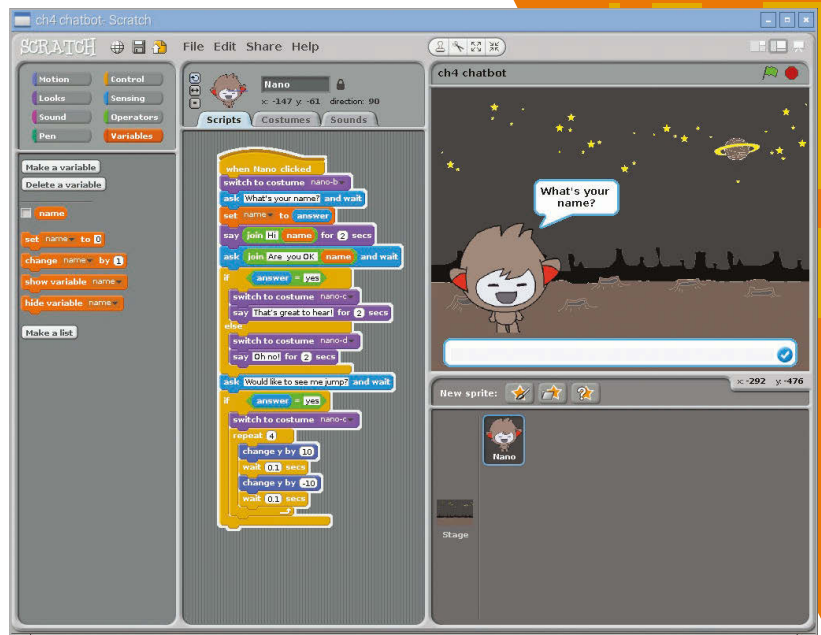 ch4 chatbot- Scratch
SCRATCH File Edit Share Help
Motion Control
Looks Sensing
Sound Operators
Pen Variables
Make a variable
Delete a variable
name
set name to 0
change name by 1
show variable name
hide variable name
Make a list
Nano
x: -147 y: -61 direction: 90
Scripts Costumes Sounds
when Nano clicked
switch to costume nano-b
ask What's your name? and wait
set name to answer
say join Hi name for 2 secs
ask join Are you OK name and wait
if answer = yes
switch to costume nano-c
say That's great to hear! for 2 secs
else
switch to costume nano-d
say Oh no! for 2 secs
ask Would like to see me jump? and wait
if answer = yes
switch to costume nano-c
repeat 4
change y by 10
wait 0.1 secs
change y by -10
wait 0.1 secs
ch4 chatbot
What's your
name?
x: -292 y: -476
New sprite:
Nano
Stage